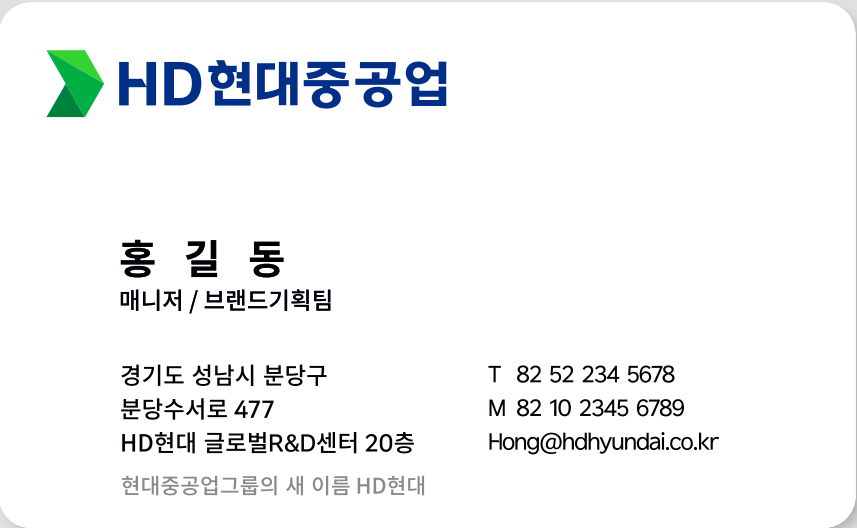 HD현대중공업
홍 길 동
매니저 / 브랜드기획팀
경기도 성남시 분당구
분당수서로 477
HD현대 글로벌R&D센터 20층
현대중공업그룹의 새 이름 HD현대
T 82 52 234 5678
M 82 10 2345 6789
Hong@hdhyundai.co.kr